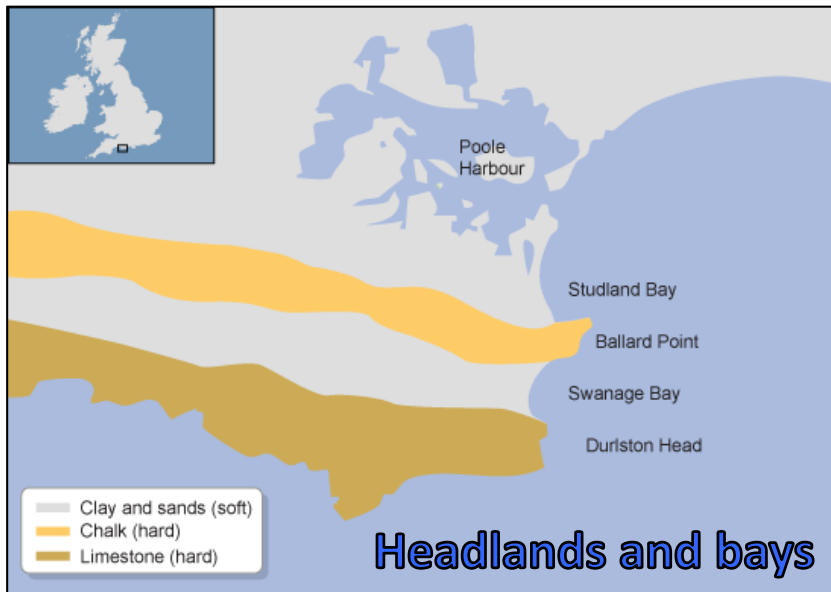 Poole
Harbour
Studland Bay
Ballard Point
Swanage Bay
Durlston Head
Clay and sands (soft)
Chalk (hard)
Limestone (hard)
Headlands and bays